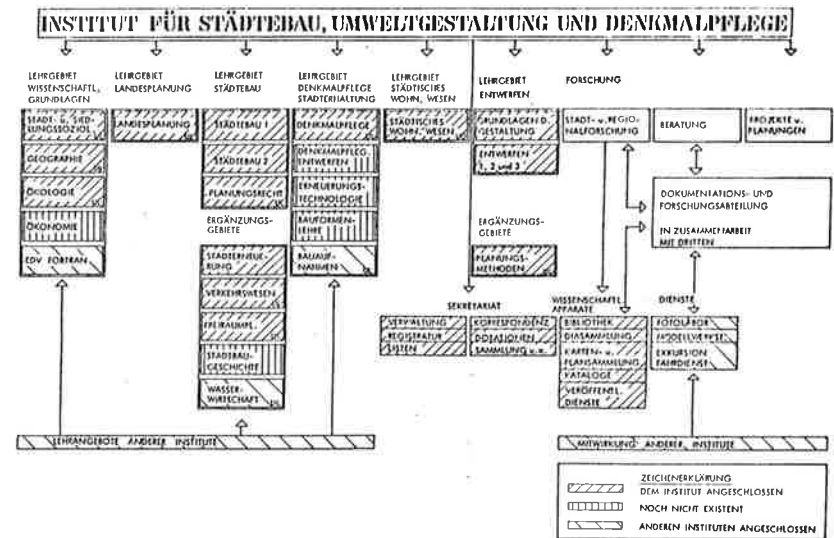 INSTITUT FÜR STÄDTEBAU, UMWELTGESTALTUNG UND DENKMALPFLEGE
LEHRGEBIET
WISSENSCHAFTL.
GRUNDLAGEN
STADT- u. SIED-
LUNGSSOZIOL.
GEOGRAPHIE
ÖKOLOGIE
ÖKONOMIE
EDV FORTRAN
LEHRGEBIET
LANDESPLANUNG
LANDESPLANUNG
LEHRGEBIET
STÄDTEBAU
STÄDTEBAU 1
STÄDTEBAU 2
PLANUNGSRECHT
ERGÄNZUNGS-
GEBIETE
STADTERNEUE-
RUNG
VERKEHRSWESEN
FREIRAUMPL.
STADTBAU-
GESCHICHTE
WASSER-
WIRTSCHAFT
LEHRGEBIET
DENKMALPFLEGE
STADTERHALTUNG
DENKMALPFLEGE
DENKMALPFLEG.
ENTWERFEN
ERNEUERUNGS-
TECHNOLOGIE
BAUFORMEN-
LEHRE
BAUAUF-
NAHMEN
LEHRGEBIET
STÄDTISCHES
WOHN, WESEN
STÄDTISCHES
WOHN, WESEN
LEHRGEBIET
ENTWERFEN
GRUNDLAGEN D.
GESTALTUNG
ENTWERFEN
1, 2 und 3
ERGÄNZUNGS-
GEBIETE
PLANUNGS-
METHODEN
FORSCHUNG
STADT- u. REGIO-
NALFORSCHUNG
BERATUNG
PROJEKTE u.
PLANUNGEN
DOKUMENTATIONS- UND
FORSCHUNGSABTEILUNG
IN ZUSAMMENARBEIT
MIT DRITTEN
SEKRETARIAT
VERWALTUNG
REGISTRATUR
LISTEN
KORRESPONDENZ
DOTATIONEN
SAMMLUNG u.a.
WISSENSCHAFTL.
APPARATE
BIBLIOTHEK
DIASAMMLUNG
KARTEN- u.
PLANSAMMLUNG
KATALOGE
VERÖFFENTL.
DIENSTE
DIENSTE
FOTOLABOR
MODELLWERKST.
EXKURSION
FAHRDIENST
LEHRANGEBOTE ANDERER INSTITUTE
MITWIRKUNG ANDERER INSTITUTE
ZEICHENERKLÄRUNG
DEM INSTITUT ANGESCHLOSSEN
NOCH NICHT EXISTENT
ANDEREN INSTITUTEN ANGESCHLOSSEN